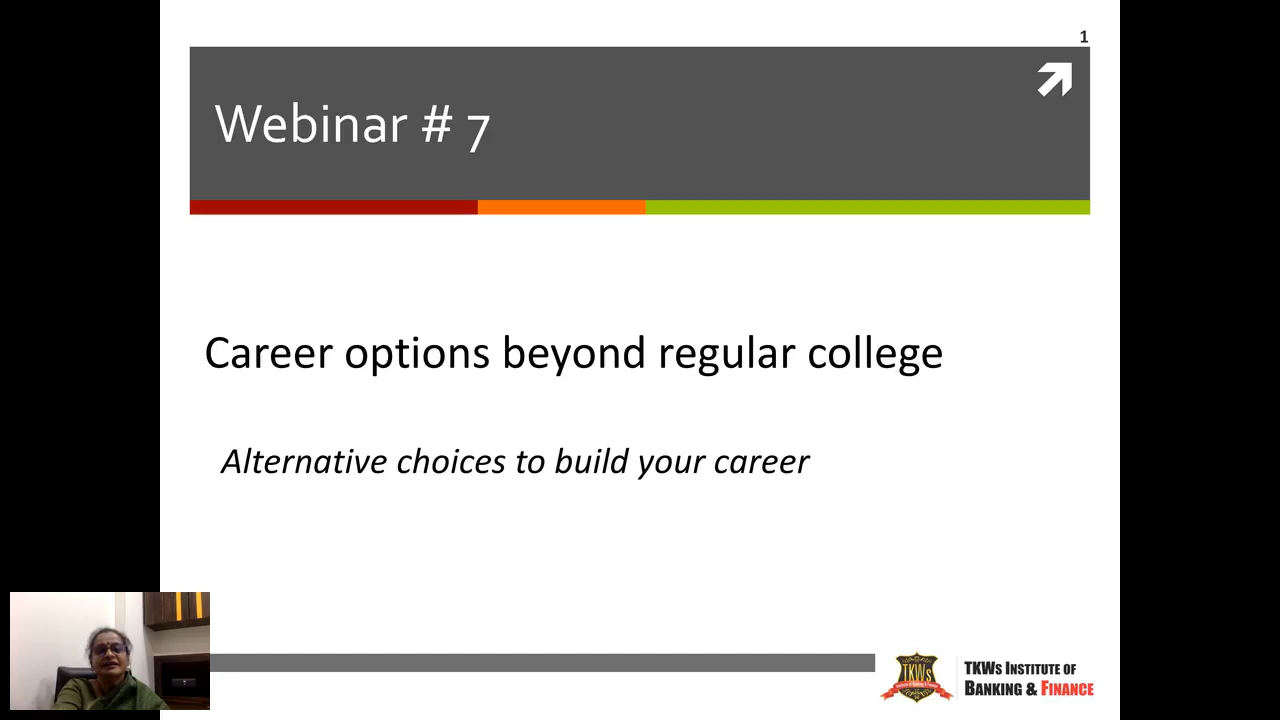 1
Webinar # 7
Career options beyond regular college
Alternative choices to build your career
TKWs
TKWs Institute of
Banking & Finance